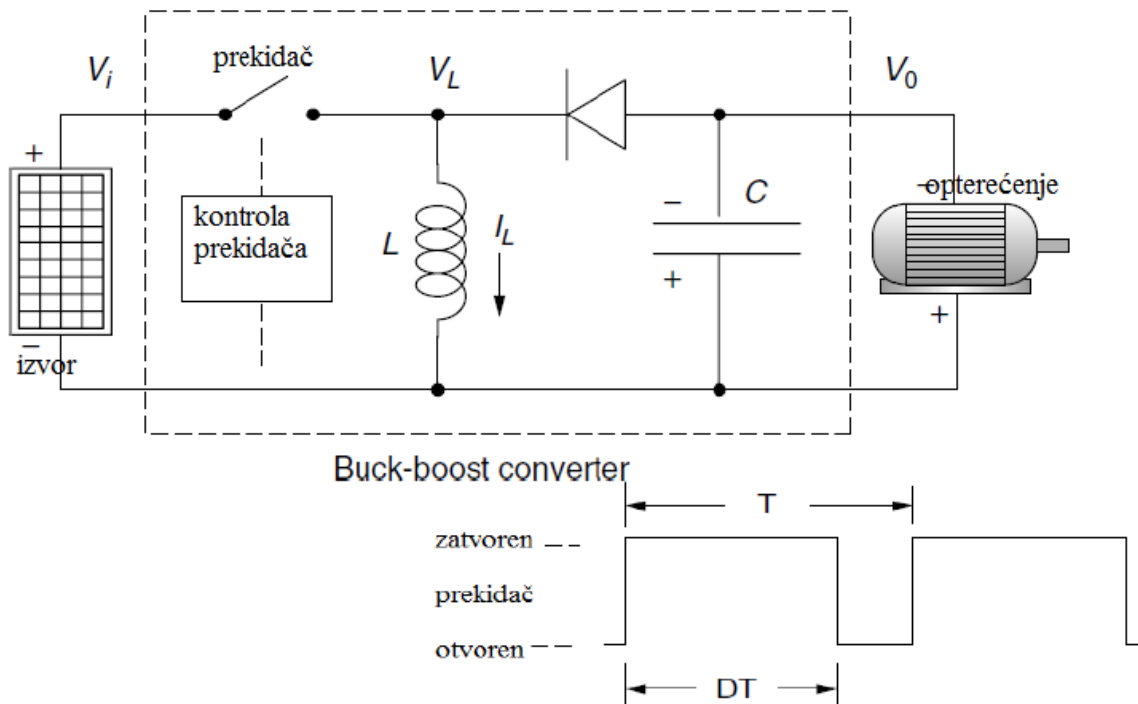 prekidač
V_i
V_L
V_0
+
−
izvor
kontrola
prekidača
L
I_L
−
C
+
−
opterećenje
+
Buck-boost converter
T
zatvoren
prekidač
otvoren
DT